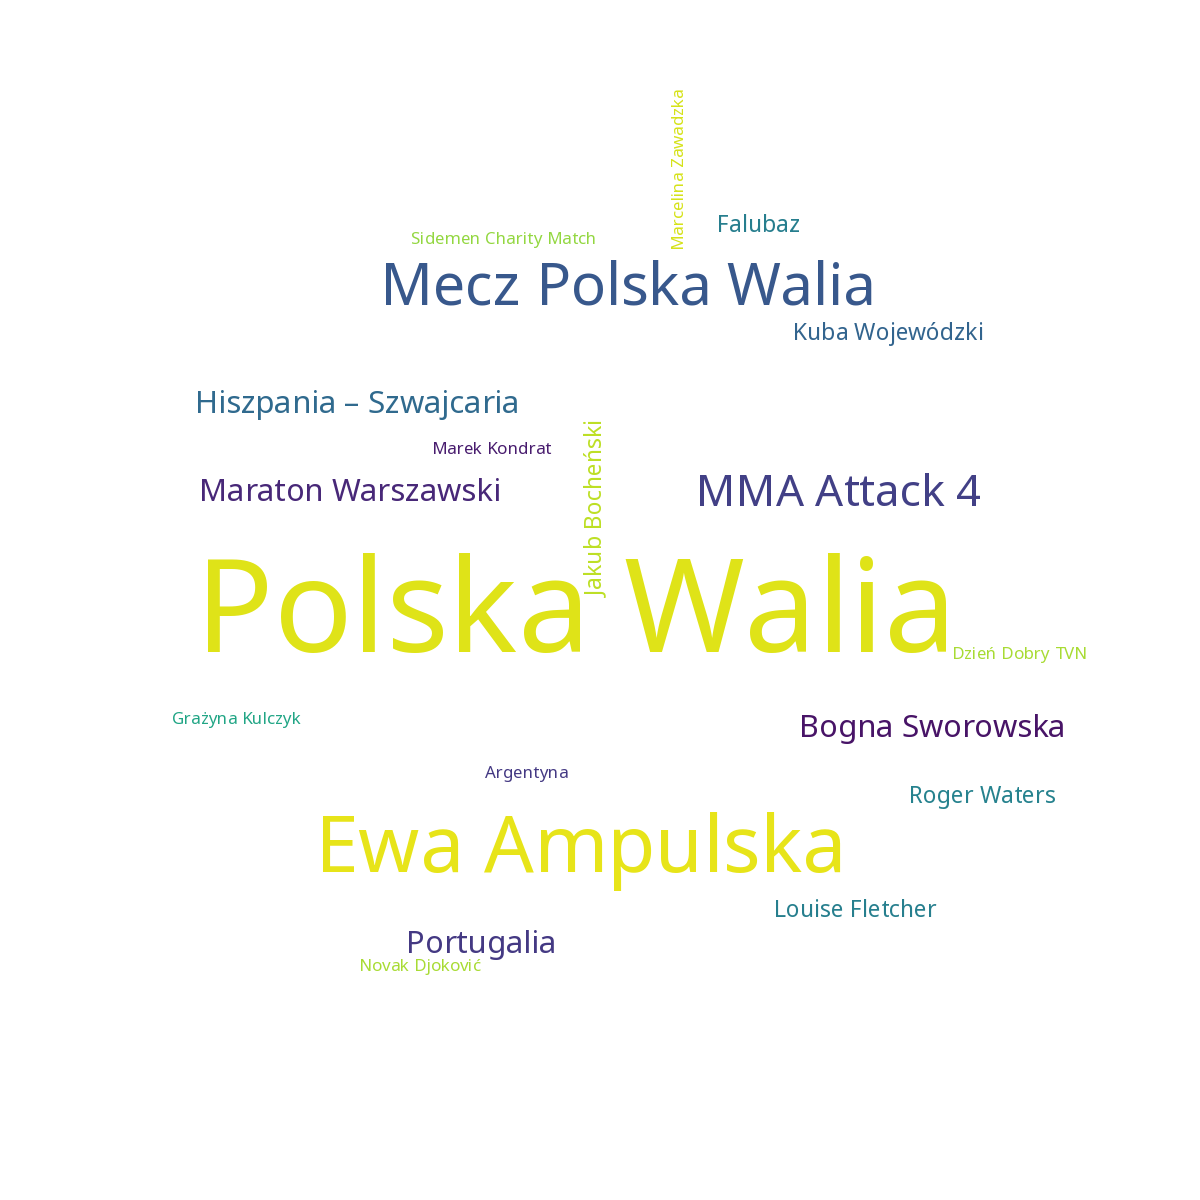 Marcelina Zawadzka
Falubaz
Sidemen Charity Match
Mecz Polska Walia
Kuba Wojewódzki
Hiszpania – Szwajcaria
Marek Kondrat
Jakub Bocheński
Maraton Warszawski
MMA Attack 4
Polska Walia
Dzień Dobry TVN
Grażyna Kulczyk
Bogna Sworowska
Argentyna
Roger Waters
Ewa Ampulska
Louise Fletcher
Portugalia
Novak Djoković